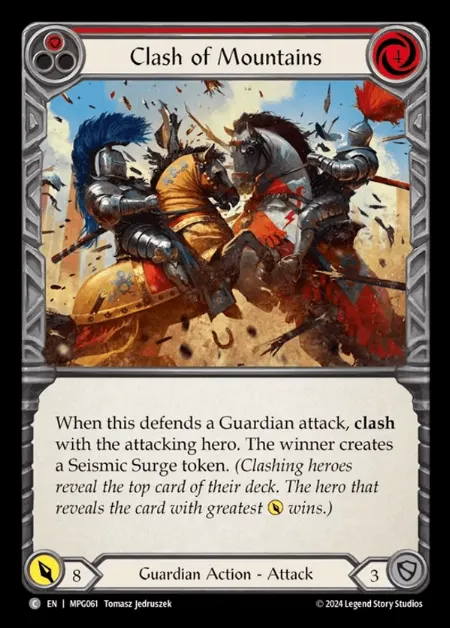 Clash of Mountains
4
When this defends a Guardian attack, clash
with the attacking hero. The winner creates
a Seismic Surge token. (Clashing heroes
reveal the top card of their deck. The hero that
reveals the card with greatest wins.)
8
Guardian Action - Attack
3
C EN | MPG061 Tomasz Jedruszek
© 2024 Legend Story Studios